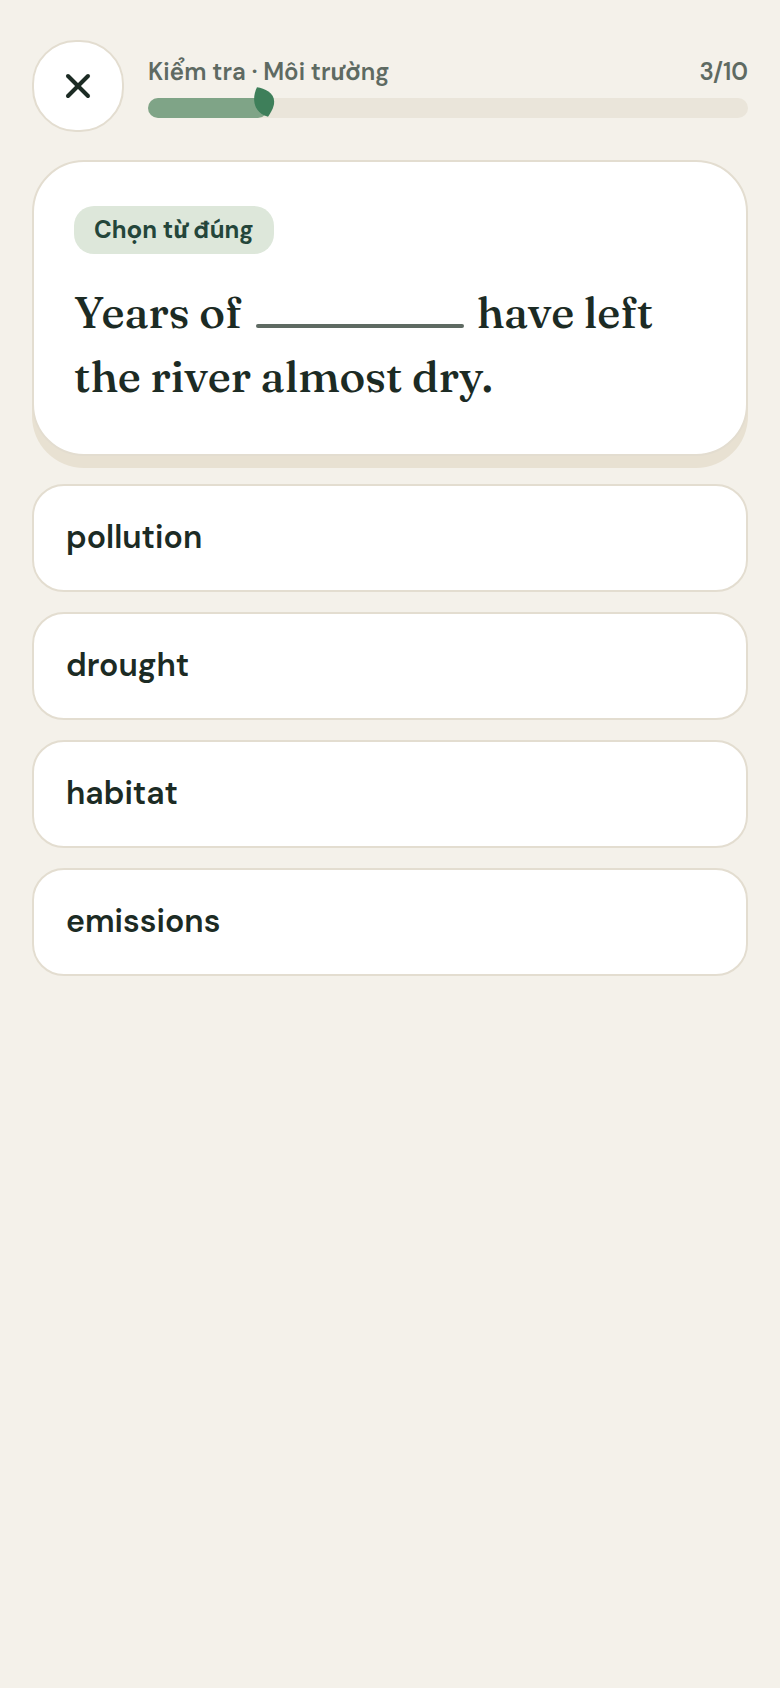 Kiểm tra · Môi trường
3/10
Chọn từ đúng
Years of __________ have left
the river almost dry.
pollution
drought
habitat
emissions